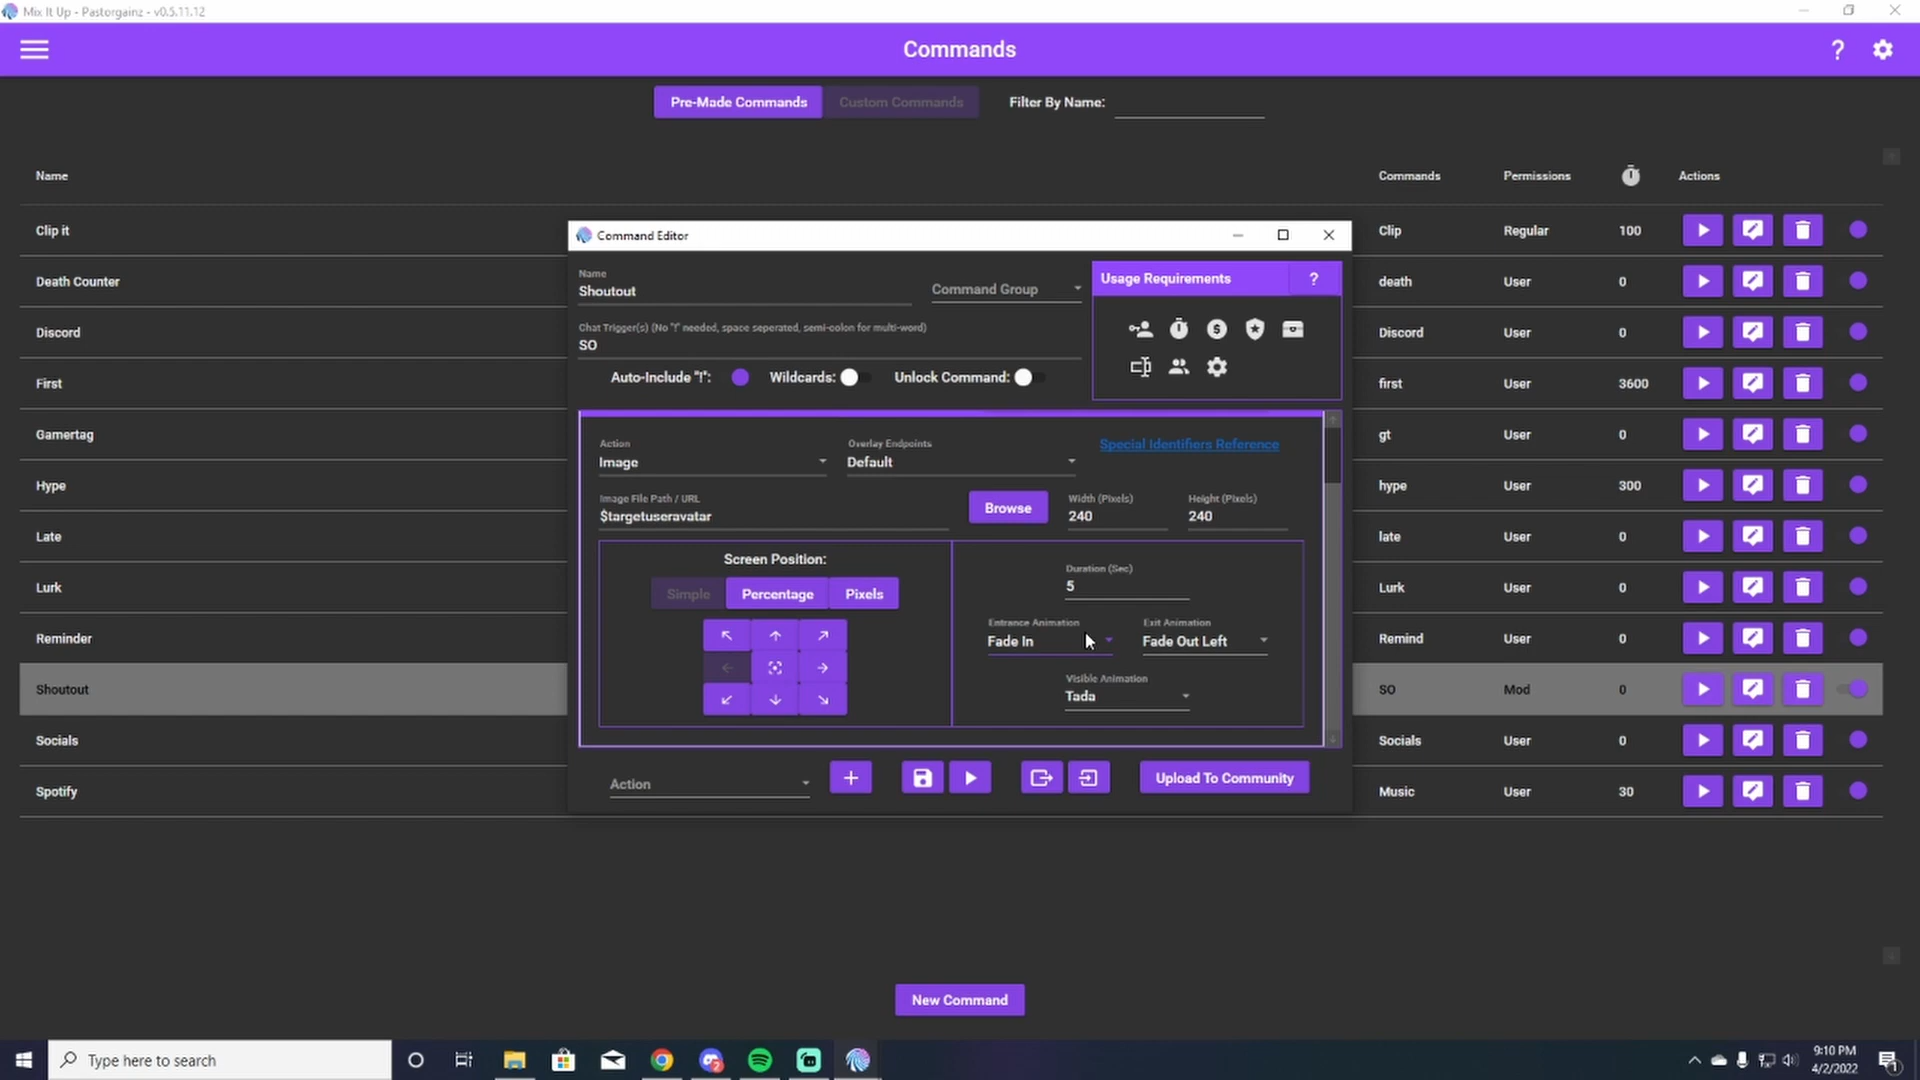 Mix It Up - Pastorgainz - v0.5.11.12
Commands
?
Pre-Made Commands
Custom Commands
Filter By Name:
Name
Commands
Permissions
Actions
Clip it
Clip
Regular
100
Death Counter
death
User
0
Discord
Discord
User
0
First
first
User
3600
Gamertag
gt
User
0
Hype
hype
User
300
Late
late
User
0
Lurk
Lurk
User
0
Reminder
Remind
User
0
Shoutout
SO
Mod
0
Socials
Socials
User
0
Spotify
Music
User
30
Command Editor
Name
Shoutout
Command Group
Usage Requirements
?
Chat Trigger(s) (No "!" needed, space seperated, semi-colon for multi-word)
SO
Auto-Include "!":
Wildcards:
Unlock Command:
Action
Image
Overlay Endpoints
Default
Special Identifiers Reference
Image File Path / URL
$targetuseravatar
Browse
Width (Pixels)
240
Height (Pixels)
240
Screen Position:
Simple
Percentage
Pixels
Duration (Sec)
5
Entrance Animation
Fade In
Exit Animation
Fade Out Left
Visible Animation
Tada
Action
Upload To Community
New Command
Type here to search
9:10 PM
4/2/2022
1